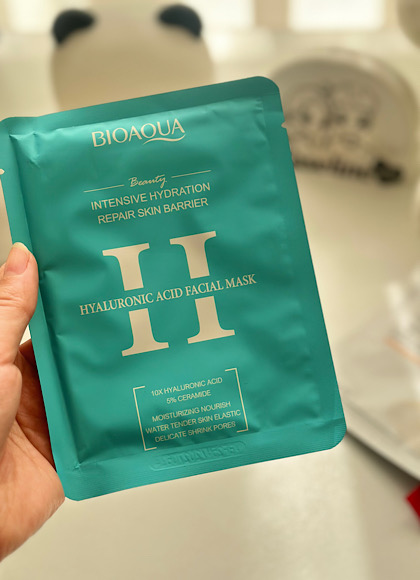 BIOAQUA
Beauty
INTENSIVE HYDRATION
REPAIR SKIN BARRIER
H
HYALURONIC ACID FACIAL MASK
10X HYALURONIC ACID
5% CERAMIDE
MOISTURIZING NOURISH
WATER TENDER SKIN ELASTIC
DELICATE SHRINK PORES